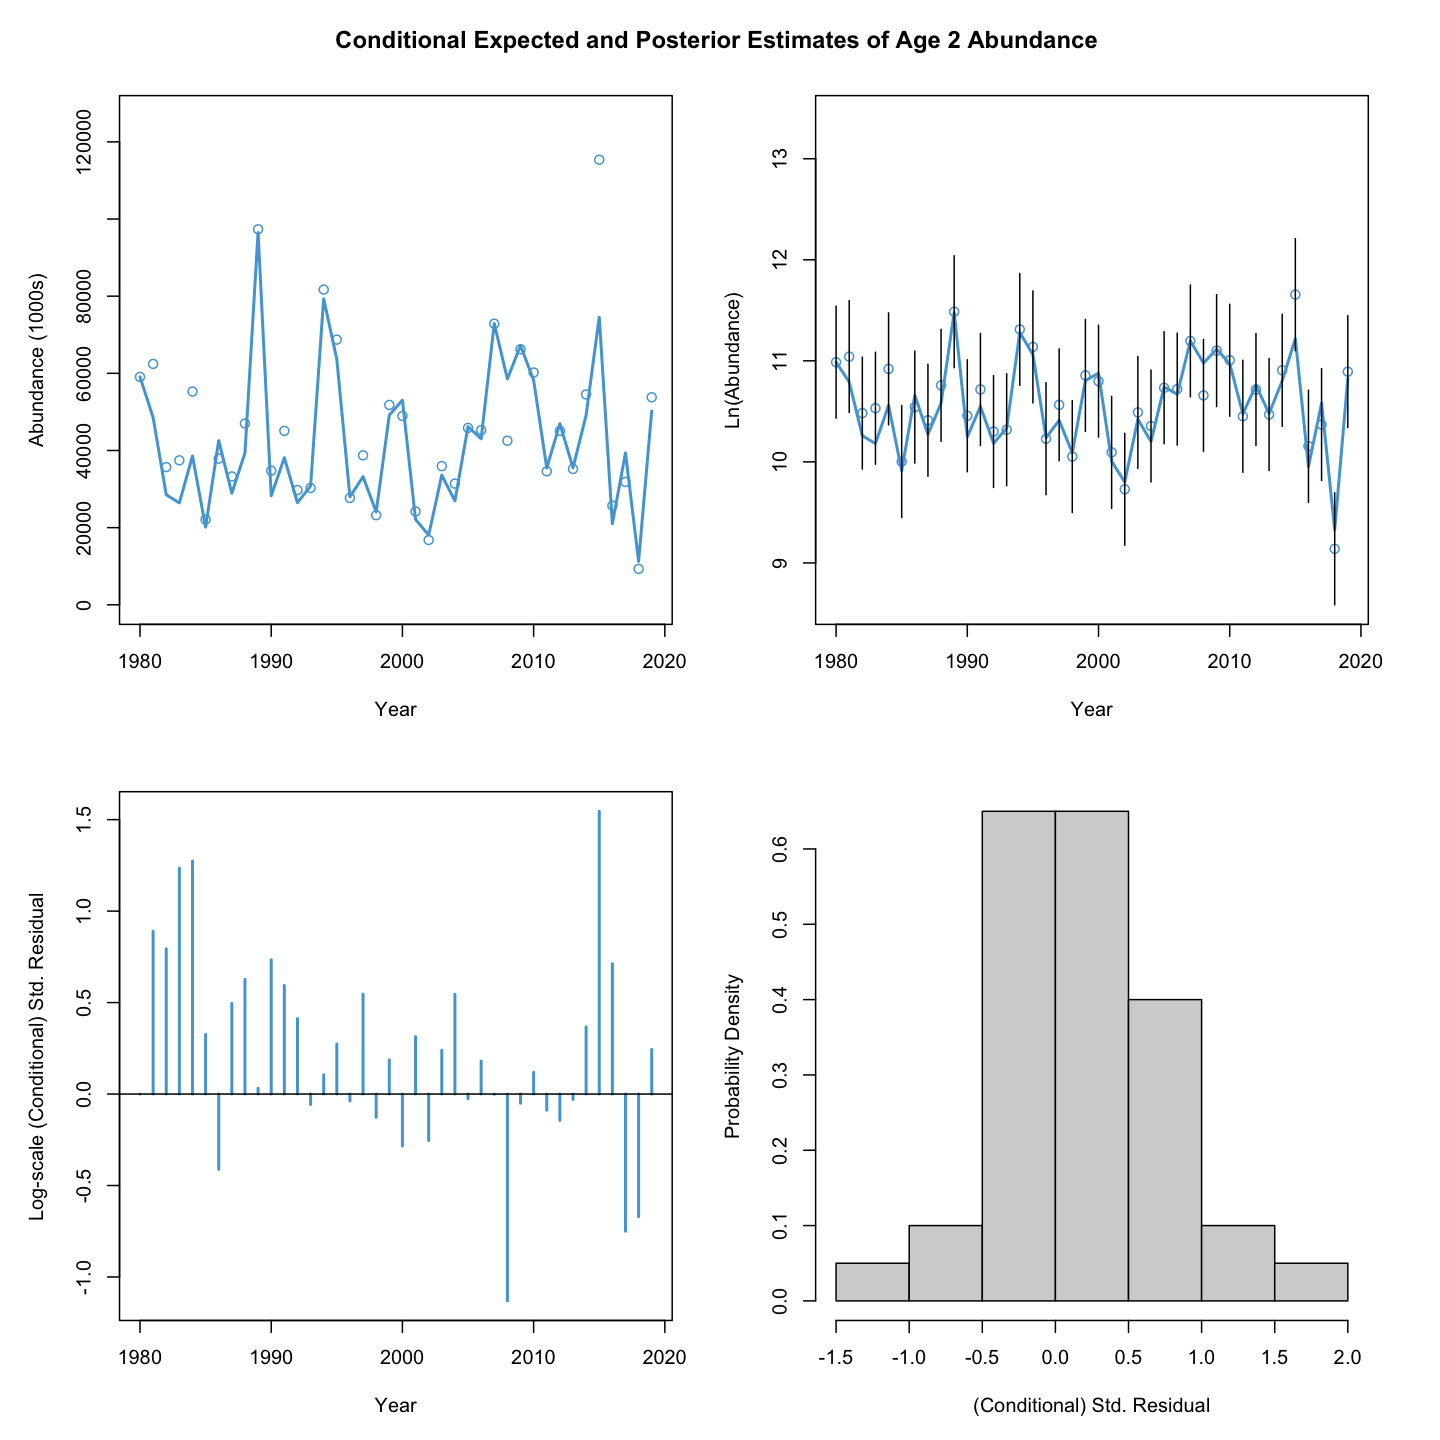 Conditional Expected and Posterior Estimates of Age 2 Abundance
Abundance (1000s)
0 20000 40000 60000 80000 120000
1980 1990 2000 2010 2020
Year
Ln(Abundance)
9 10 11 12 13
1980 1990 2000 2010 2020
Year
Log-scale (Conditional) Std. Residual
-1.0 -0.5 0.0 0.5 1.0 1.5
1980 1990 2000 2010 2020
Year
Probability Density
0.0 0.1 0.2 0.3 0.4 0.5 0.6
-1.5 -1.0 -0.5 0.0 0.5 1.0 1.5 2.0
(Conditional) Std. Residual